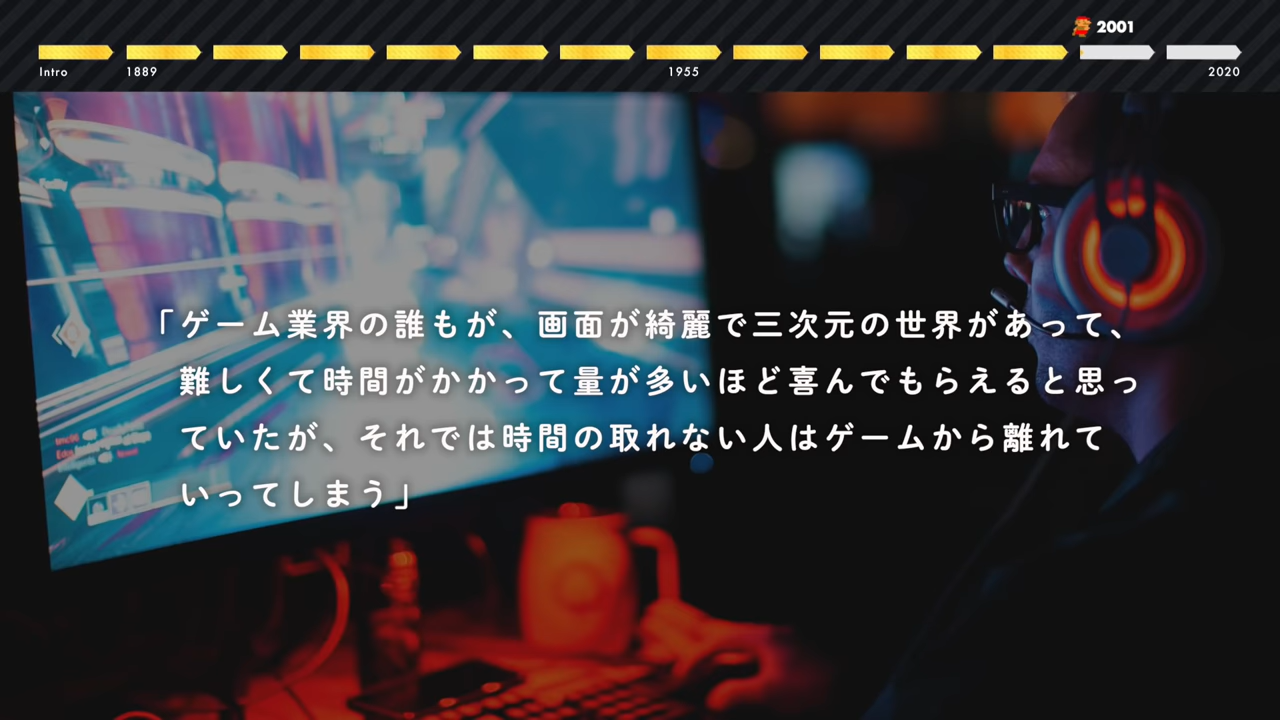 2001
Intro
1889
1955
2020
「ゲーム業界の誰もが、画面が綺麗で三次元の世界があって、
難しくて時間がかかって量が多いほど喜んでもらえると思っ
ていたが、それでは時間の取れない人はゲームから離れて
いってしまう」